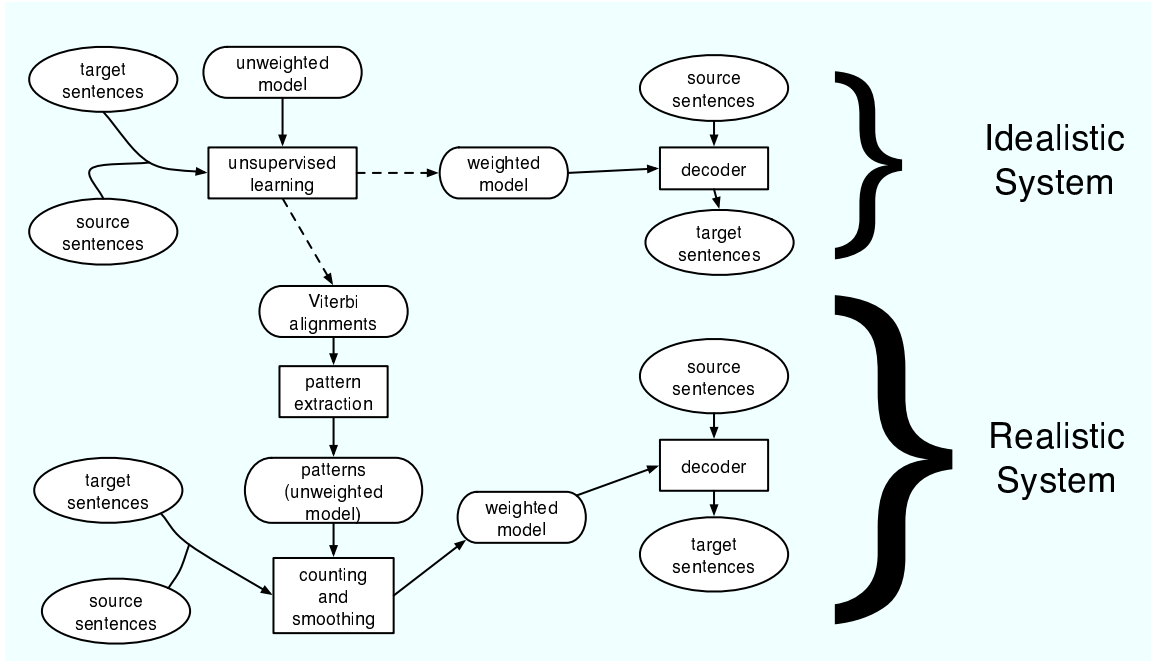 target
sentences
unweighted
model
source
sentences
Idealistic
System
unsupervised
learning
weighted
model
decoder
source
sentences
target
sentences
Viterbi
alignments
pattern
extraction
source
sentences
Realistic
System
target
sentences
patterns
(unweighted
model)
decoder
weighted
model
target
sentences
source
sentences
counting
and
smoothing